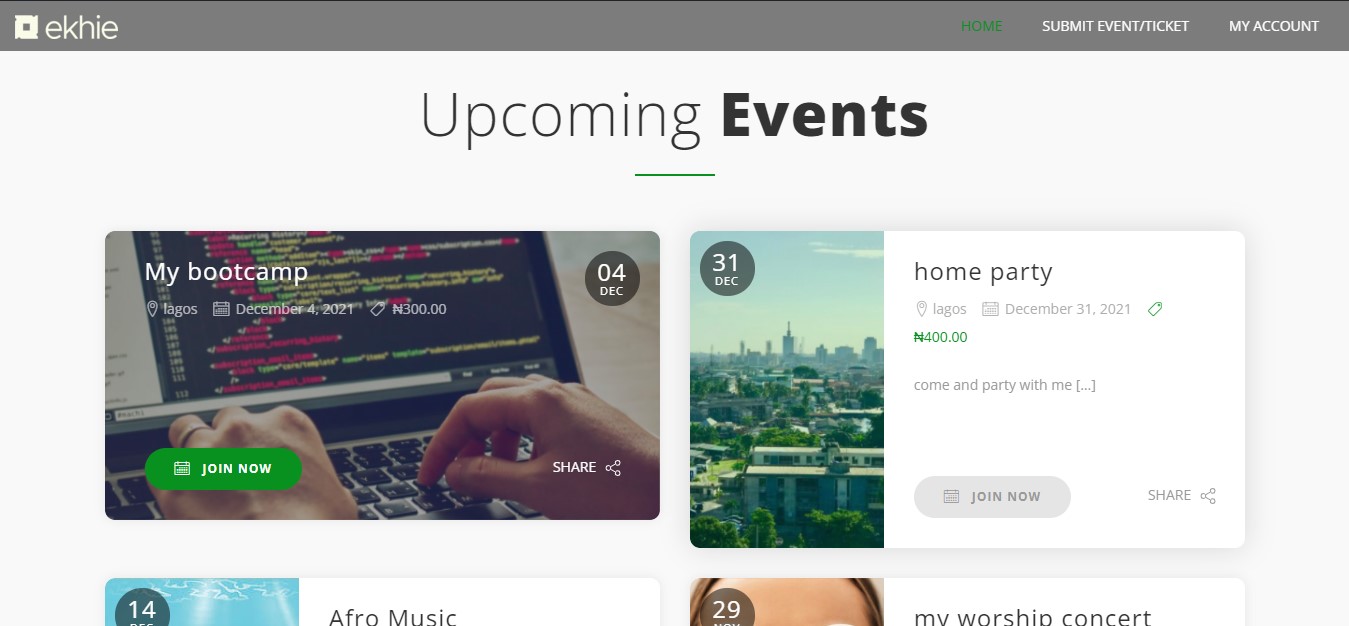 ekhie
HOME SUBMIT EVENT/TICKET MY ACCOUNT
Upcoming Events
My bootcamp
lagos December 4, 2021 ₦300.00
04
DEC
JOIN NOW
SHARE
31
DEC
home party
lagos December 31, 2021
₦400.00
come and party with me [...]
JOIN NOW
SHARE
14
DEC
Afro Music
29
NOV
my worship concert